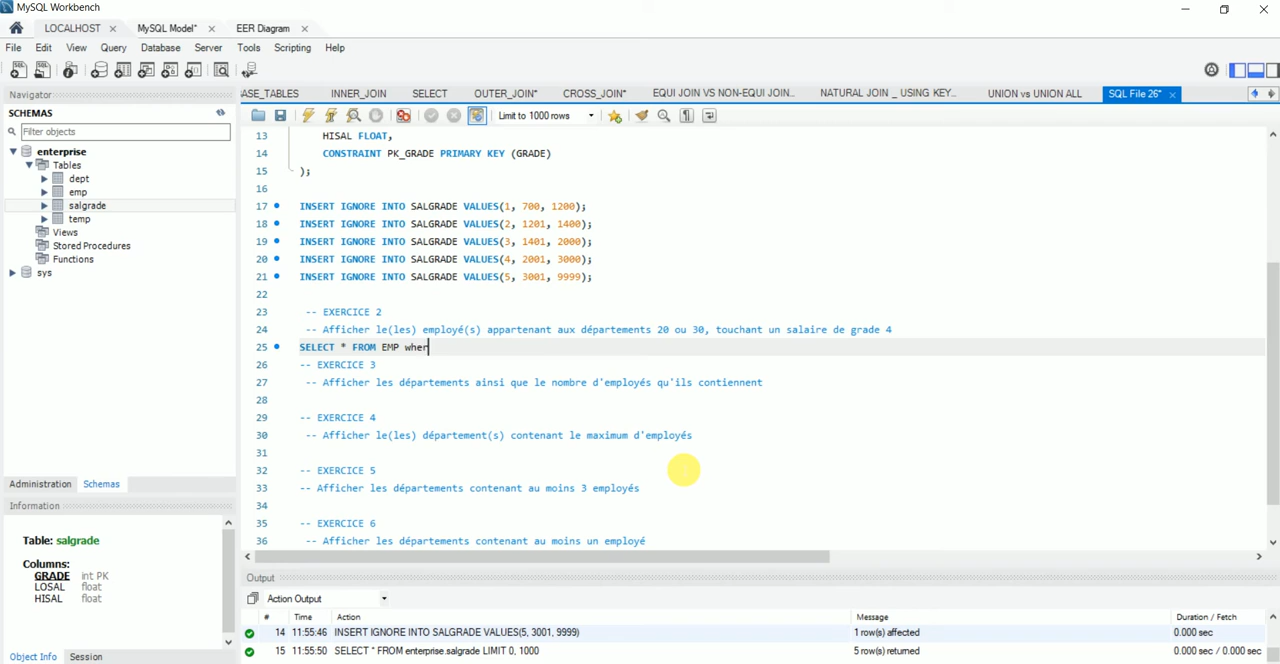 MySQL Workbench
LOCALHOST
MySQL Model*
EER Diagram
File Edit View Query Database Server Tools Scripting Help
Navigator
SCHEMAS
Filter objects
enterprise
Tables
dept
emp
salgrade
temp
Views
Stored Procedures
Functions
sys
Administration Schemas
Information
Table: salgrade
Columns:
GRADE int PK
LOSAL float
HISAL float
Object Info Session
ASE_TABLES INNER_JOIN SELECT OUTER_JOIN* CROSS_JOIN* EQUI JOIN VS NON-EQUI JOIN... NATURAL JOIN _ USING KEY... UNION vs UNION ALL SQL File 26*
Limit to 1000 rows
13 HISAL FLOAT,
14 CONSTRAINT PK_GRADE PRIMARY KEY (GRADE)
15 );
16
17 INSERT IGNORE INTO SALGRADE VALUES(1, 700, 1200);
18 INSERT IGNORE INTO SALGRADE VALUES(2, 1201, 1400);
19 INSERT IGNORE INTO SALGRADE VALUES(3, 1401, 2000);
20 INSERT IGNORE INTO SALGRADE VALUES(4, 2001, 3000);
21 INSERT IGNORE INTO SALGRADE VALUES(5, 3001, 9999);
22
23 -- EXERCICE 2
24 -- Afficher le(les) employé(s) appartenant aux départements 20 ou 30, touchant un salaire de grade 4
25 SELECT * FROM EMP wher
26 -- EXERCICE 3
27 -- Afficher les départements ainsi que le nombre d'employés qu'ils contiennent
28
29 -- EXERCICE 4
30 -- Afficher le(les) département(s) contenant le maximum d'employés
31
32 -- EXERCICE 5
33 -- Afficher les départements contenant au moins 3 employés
34
35 -- EXERCICE 6
36 -- Afficher les départements contenant au moins un employé
Output
Action Output
# Time Action Message Duration / Fetch
14 11:55:46 INSERT IGNORE INTO SALGRADE VALUES(5, 3001, 9999) 1 row(s) affected 0.000 sec
15 11:55:50 SELECT * FROM enterprise.salgrade LIMIT 0, 1000 5 row(s) returned 0.000 sec / 0.000 sec